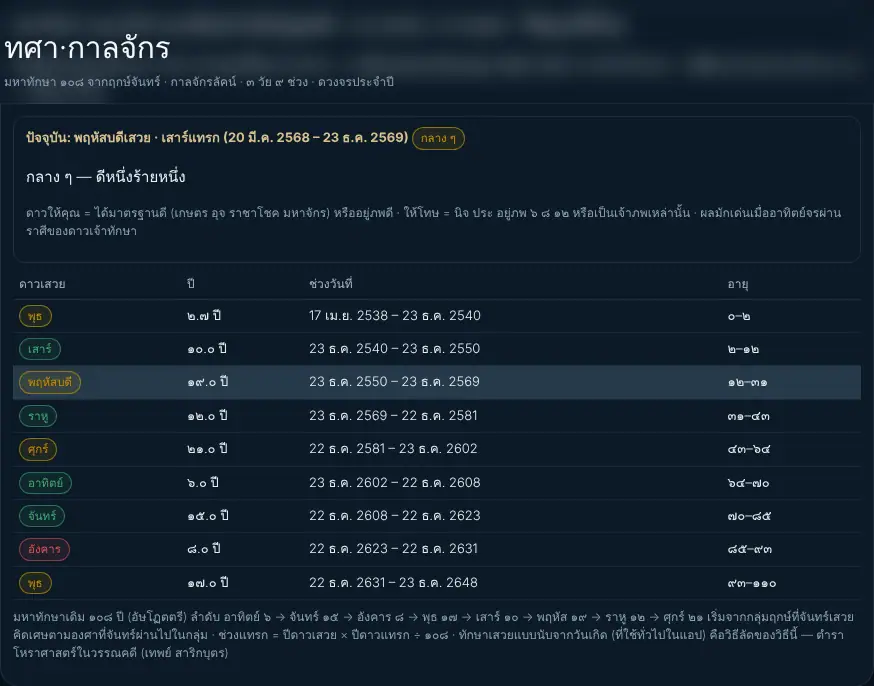 ทศา·กาลจักร
มหาทักษา ๑๐๘ จากฤกษ์จันทร์ · กาลจักรลัคน์ · ๓ วัย ๙ ช่วง · ดวงจรประจำปี
ปัจจุบัน: พฤหัสบดีเสวย · เสาร์แทรก (20 มี.ค. 2568 – 23 ธ.ค. 2569) กลาง ๆ
กลาง ๆ — ดีหนึ่งร้ายหนึ่ง
ดาวให้คุณ = ได้มาตรฐานดี (เกษตร อุจ ราชาโชค มหาจักร) หรืออยู่ภพดี · ให้โทษ = นิจ ประ อยู่ภพ ๖ ๘ ๑๒ หรือเป็นเจ้าภพเหล่านั้น · ผลมักเด่นเมื่ออาทิตย์จรผ่าน
ราศีของดาวเจ้าทักษา
ดาวเสวย ปี ช่วงวันที่ อายุ
พุธ ๒.๗ ปี 17 เม.ย. 2538 – 23 ธ.ค. 2540 ๐–๒
เสาร์ ๑๐.๐ ปี 23 ธ.ค. 2540 – 23 ธ.ค. 2550 ๒–๑๒
พฤหัสบดี ๑๙.๐ ปี 23 ธ.ค. 2550 – 23 ธ.ค. 2569 ๑๒–๓๑
ราหู ๑๒.๐ ปี 23 ธ.ค. 2569 – 22 ธ.ค. 2581 ๓๑–๔๓
ศุกร์ ๒๑.๐ ปี 22 ธ.ค. 2581 – 23 ธ.ค. 2602 ๔๓–๖๔
อาทิตย์ ๖.๐ ปี 23 ธ.ค. 2602 – 22 ธ.ค. 2608 ๖๔–๗๐
จันทร์ ๑๕.๐ ปี 22 ธ.ค. 2608 – 22 ธ.ค. 2623 ๗๐–๘๕
อังคาร ๘.๐ ปี 22 ธ.ค. 2623 – 22 ธ.ค. 2631 ๘๕–๙๓
พุธ ๑๗.๐ ปี 22 ธ.ค. 2631 – 23 ธ.ค. 2648 ๙๓–๑๑๐
มหาทักษาเดิม ๑๐๘ ปี (อัษโฏตตรี) ลำดับ อาทิตย์ ๖ → จันทร์ ๑๕ → อังคาร ๘ → พุธ ๑๗ → เสาร์ ๑๐ → พฤหัส ๑๙ → ราหู ๑๒ → ศุกร์ ๒๑ เริ่มจากกลุ่มฤกษ์ที่จันทร์เสวย
คิดเศษตามองศาที่จันทร์ผ่านไปในกลุ่ม · ช่วงแทรก = ปีดาวเสวย × ปีดาวแทรก ÷ ๑๐๘ · ทักษาเสวยแบบนับจากวันเกิด (ที่ใช้ทั่วไปในแอป) คือวิธีลัดของวิธีนี้ — ตำรา
โหราศาสตร์ในวรรณคดี (เทพย์ สาริกบุตร)